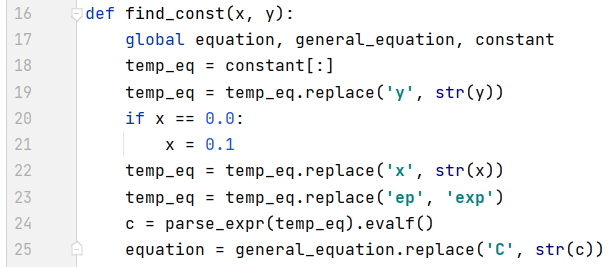 16 def find_const(x, y):
17     global equation, general_equation, constant
18     temp_eq = constant[:]
19     temp_eq = temp_eq.replace('y', str(y))
20     if x == 0.0:
21         x = 0.1
22     temp_eq = temp_eq.replace('x', str(x))
23     temp_eq = temp_eq.replace('ep', 'exp')
24     c = parse_expr(temp_eq).evalf()
25     equation = general_equation.replace('C', str(c))